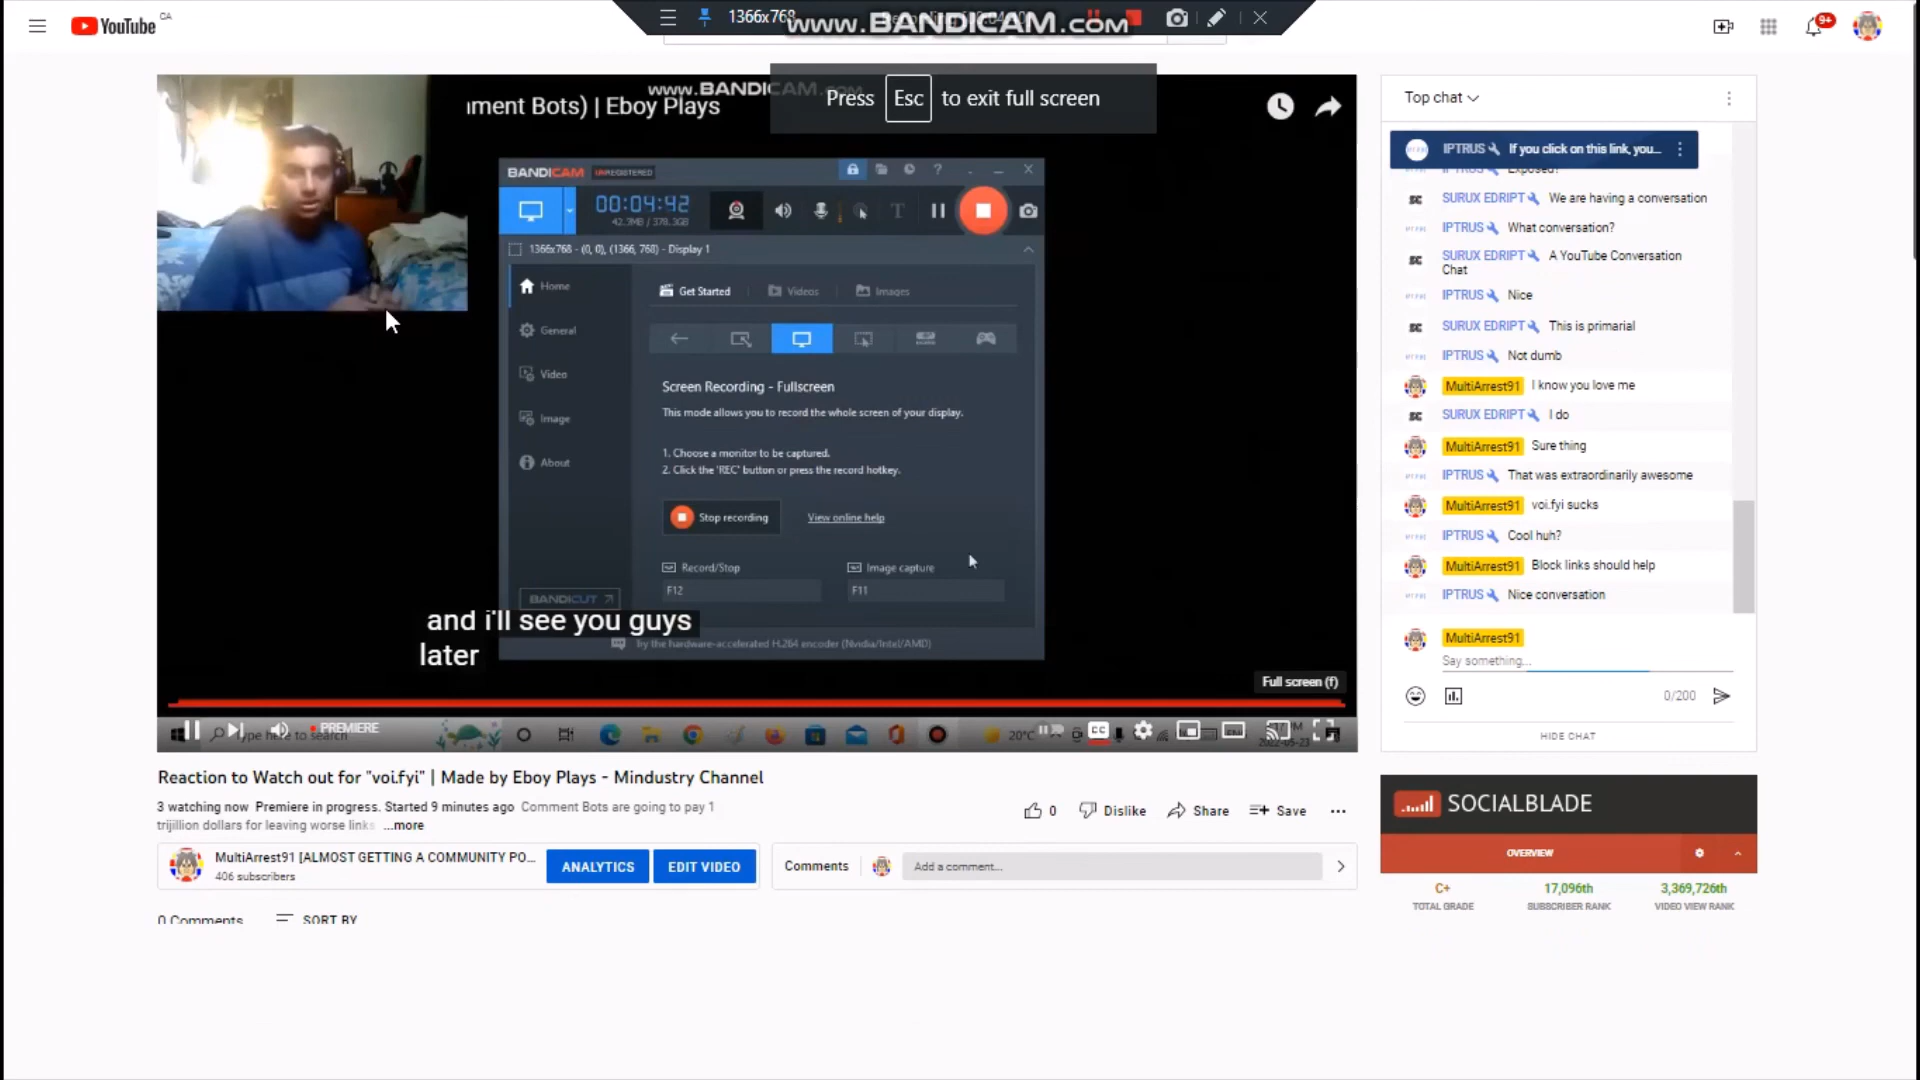 YouTube CA
1366x768
www.BANDICAM.com
9+
www.BANDICAM.com
Press Esc to exit full screen
ment Bots) | Eboy Plays
BANDICAM UNREGISTERED
00:04:42
42.7MB / 378.3GB
1366x768 - (0, 0), (1366, 768) - Display 1
Home
General
Video
Image
About
BANDICUT
Get Started
Videos
Images
Screen Recording - Fullscreen
This mode allows you to record the whole screen of your display.
1. Choose a monitor to be captured.
2. Click the 'REC' button or press the record hotkey.
Stop recording
View online help
Record/Stop
Image capture
F12
F11
Try the hardware-accelerated H.264 encoder (Nvidia/Intel/AMD)
and i'll see you guys
later
Full screen (f)
PREMIERE
Type here to search
20°C
2022-05-23
Top chat
IPTRUS If you click on this link, you...
Exposed?
SURUX EDRIPT We are having a conversation
IPTRUS What conversation?
SURUX EDRIPT A YouTube Conversation
Chat
IPTRUS Nice
SURUX EDRIPT This is primarial
IPTRUS Not dumb
MultiArrest91 I know you love me
SURUX EDRIPT I do
MultiArrest91 Sure thing
IPTRUS That was extraordinarily awesome
MultiArrest91 voi.fyi sucks
IPTRUS Cool huh?
MultiArrest91 Block links should help
IPTRUS Nice conversation
MultiArrest91
Say something...
0/200
HIDE CHAT
Reaction to Watch out for "voi.fyi" | Made by Eboy Plays - Mindustry Channel
3 watching now Premiere in progress. Started 9 minutes ago Comment Bots are going to pay 1
trijillion dollars for leaving worse links ...more
0
Dislike
Share
Save
MultiArrest91 [ALMOST GETTING A COMMUNITY PO...
406 subscribers
ANALYTICS
EDIT VIDEO
Comments
Add a comment...
0 Comments
SORT BY
SOCIALBLADE
OVERVIEW
C+
17,096th
3,369,726th
TOTAL GRADE
SUBSCRIBER RANK
VIDEO VIEW RANK